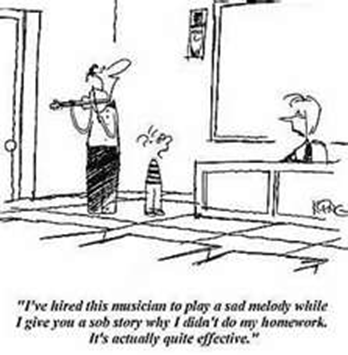 "I've hired this musician to play a sad melody while
I give you a sob story why I didn't do my homework.
It's actually quite effective."